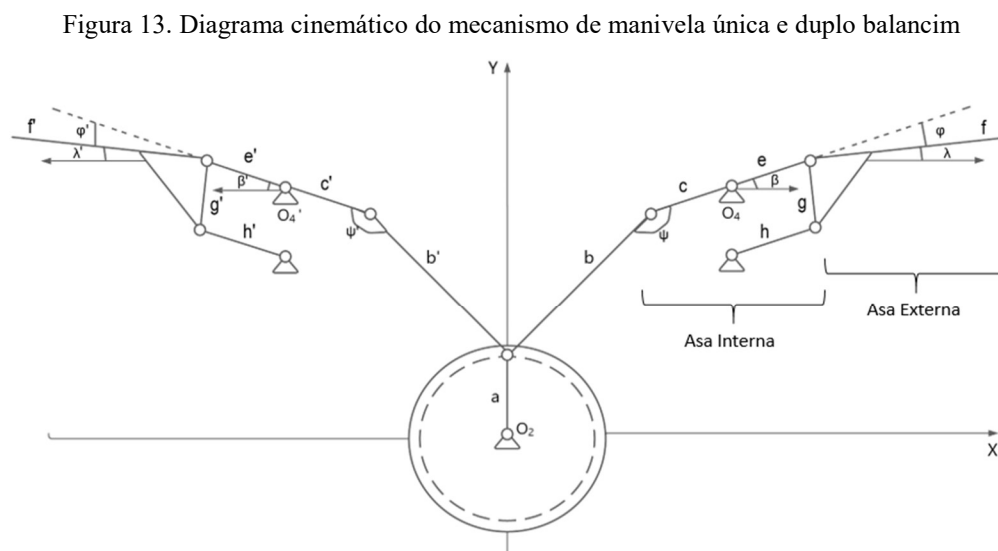 Figura 13. Diagrama cinemático do mecanismo de manivela única e duplo balancim
Y
f'
φ'
λ'
e'
β'
c'
O₄'
g'
h'
ψ'
b'
φ
f
λ
e
β
c
O₄
g
h
ψ
b
Asa Interna
Asa Externa
a
O₂
X